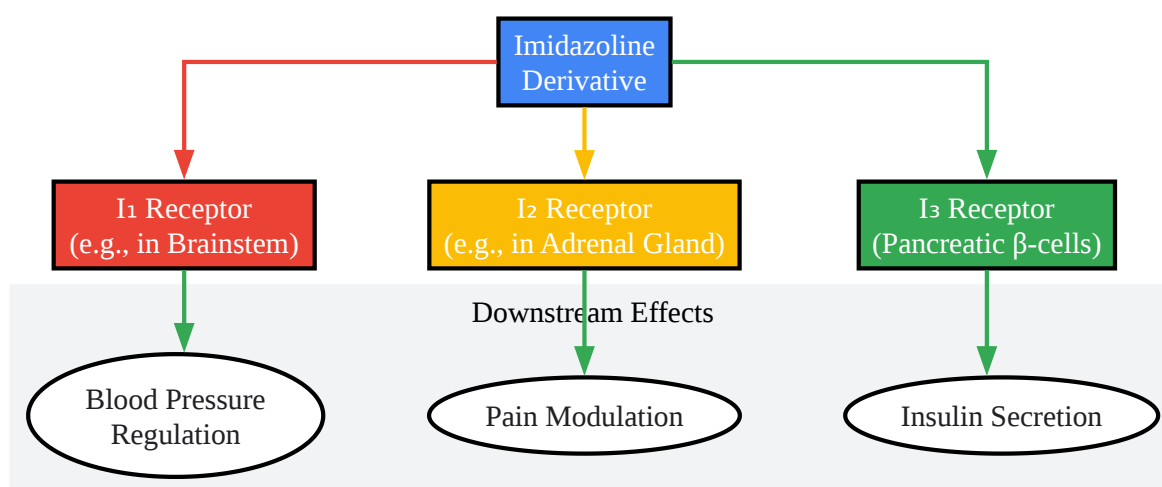 Imidazoline
Derivative
I₁ Receptor
(e.g., in Brainstem)
I₂ Receptor
(e.g., in Adrenal Gland)
I₃ Receptor
(Pancreatic β-cells)
Downstream Effects
Blood Pressure
Regulation
Pain Modulation
Insulin Secretion